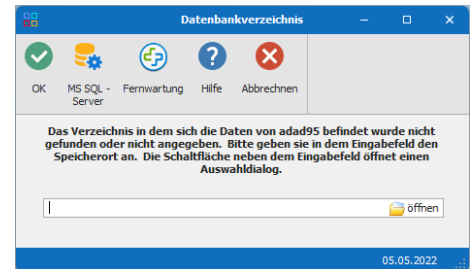 Datenbankverzeichnis
OK
MS SQL -
Server
Fernwartung
Hilfe
Abbrechnen
Das Verzeichnis in dem sich die Daten von adad95 befindet wurde nicht
gefunden oder nicht angegeben. Bitte geben sie in dem Eingabefeld den
Speicherort an. Die Schaltfläche neben dem Eingabefeld öffnet einen
Auswahldialog.
öffnen
05.05.2022